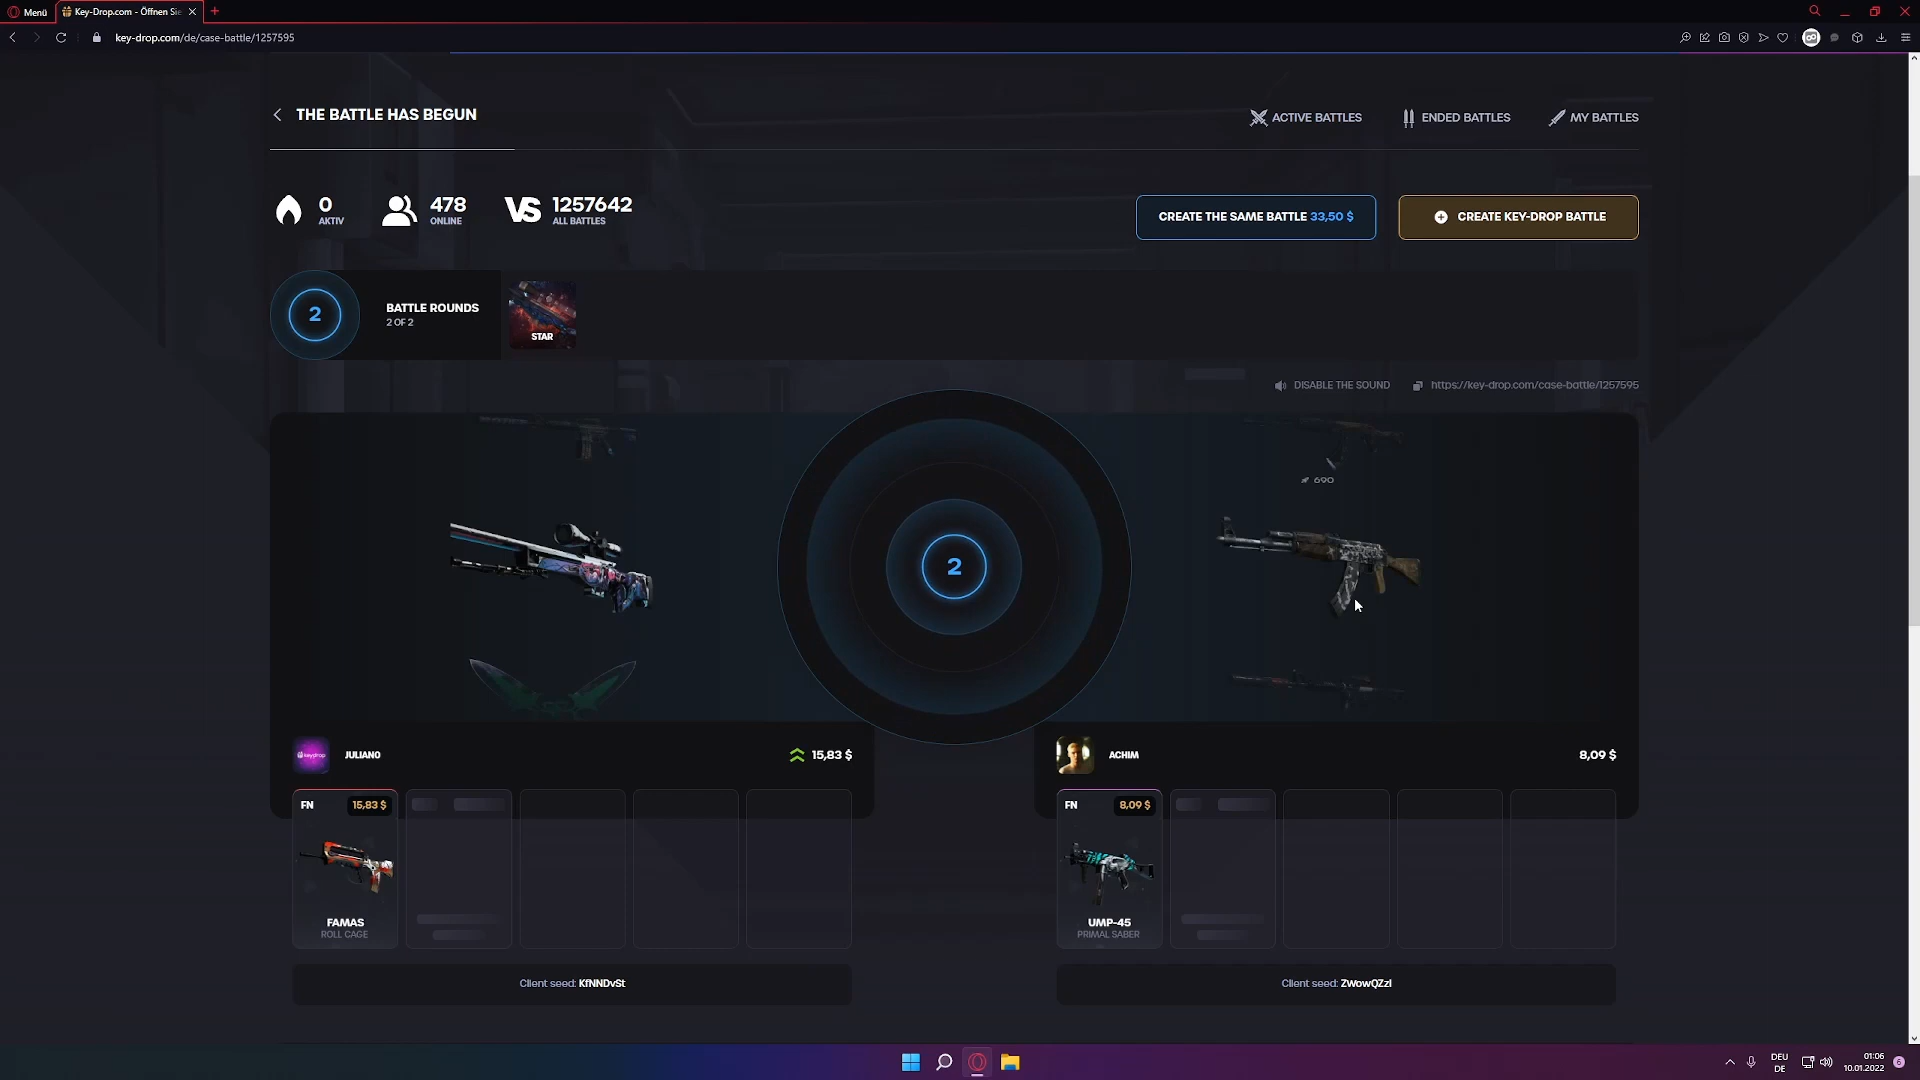 Menü
Key-Drop.com - Öffnen Sie
key-drop.com/de/case-battle/1257595
THE BATTLE HAS BEGUN
ACTIVE BATTLES
ENDED BATTLES
MY BATTLES
0
AKTIV
478
ONLINE
VS
1257642
ALL BATTLES
CREATE THE SAME BATTLE 33,50 $
CREATE KEY-DROP BATTLE
2
BATTLE ROUNDS
2 OF 2
STAR
DISABLE THE SOUND
https://key-drop.com/case-battle/1257595
690
2
keydrop
JULIANO
15,83 $
ACHIM
8,09 $
FN
15,83 $
FAMAS
ROLL CAGE
FN
8,09 $
UMP-45
PRIMAL SABER
Client seed: KfNNDvSt
Client seed: ZWowQZzI
DEU
DE
01:06
10.01.2022
6